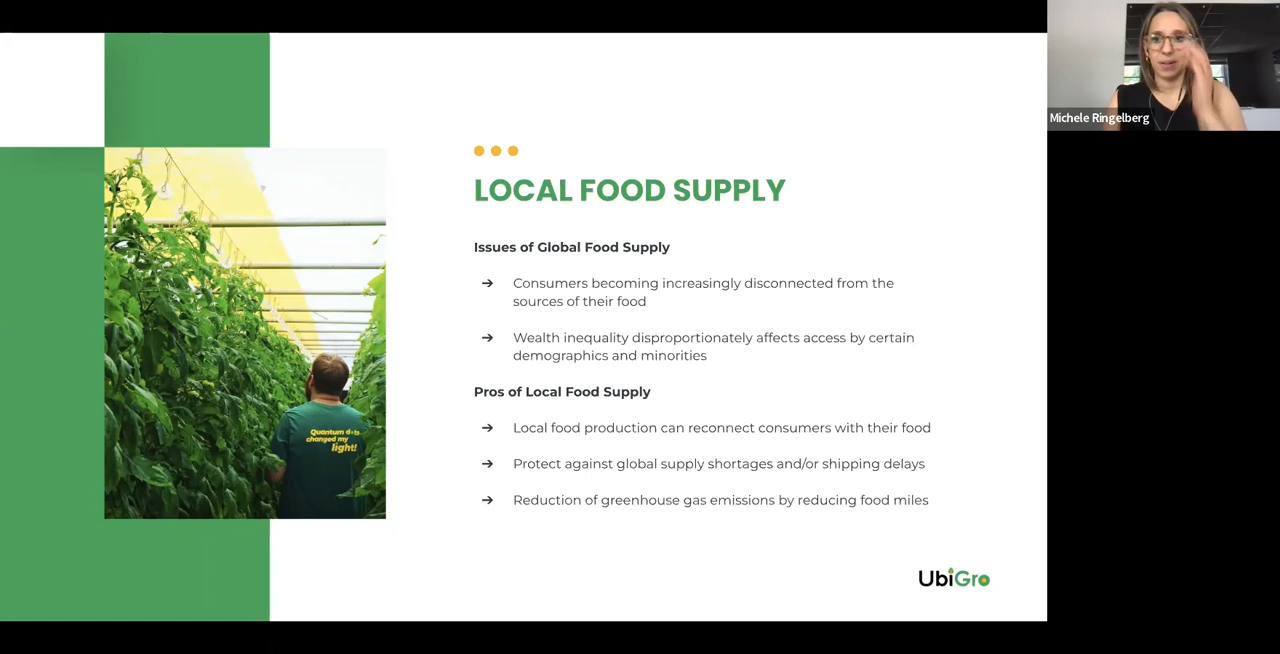 Michele Ringelberg
LOCAL FOOD SUPPLY
Issues of Global Food Supply
➔ Consumers becoming increasingly disconnected from the
sources of their food
➔ Wealth inequality disproportionately affects access by certain
demographics and minorities
Pros of Local Food Supply
➔ Local food production can reconnect consumers with their food
➔ Protect against global supply shortages and/or shipping delays
➔ Reduction of greenhouse gas emissions by reducing food miles
Quantum dots
changed my
light!
UbiGro